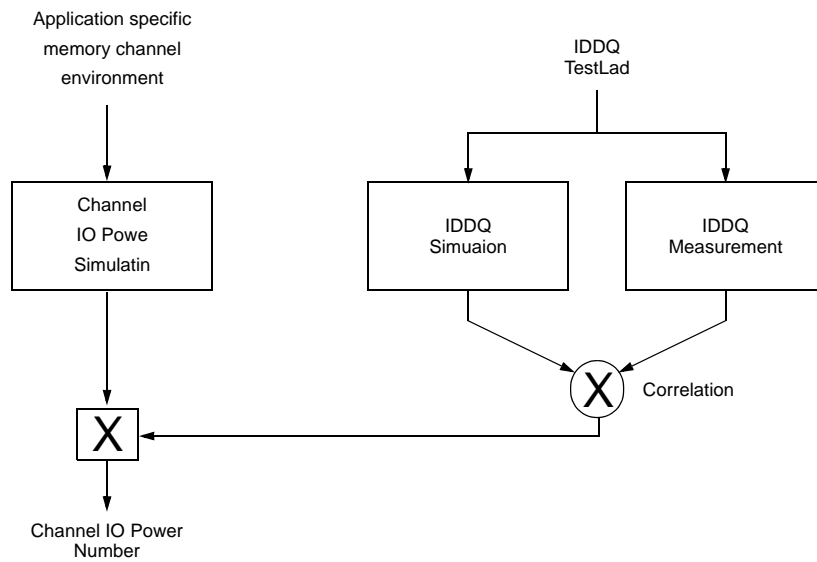 Application specific
memory channel
environment
IDDQ
TestLad
Channel
IO Powe
Simulatin
IDDQ
Simuaion
IDDQ
Measurement
X
Correlation
X
Channel IO Power
Number